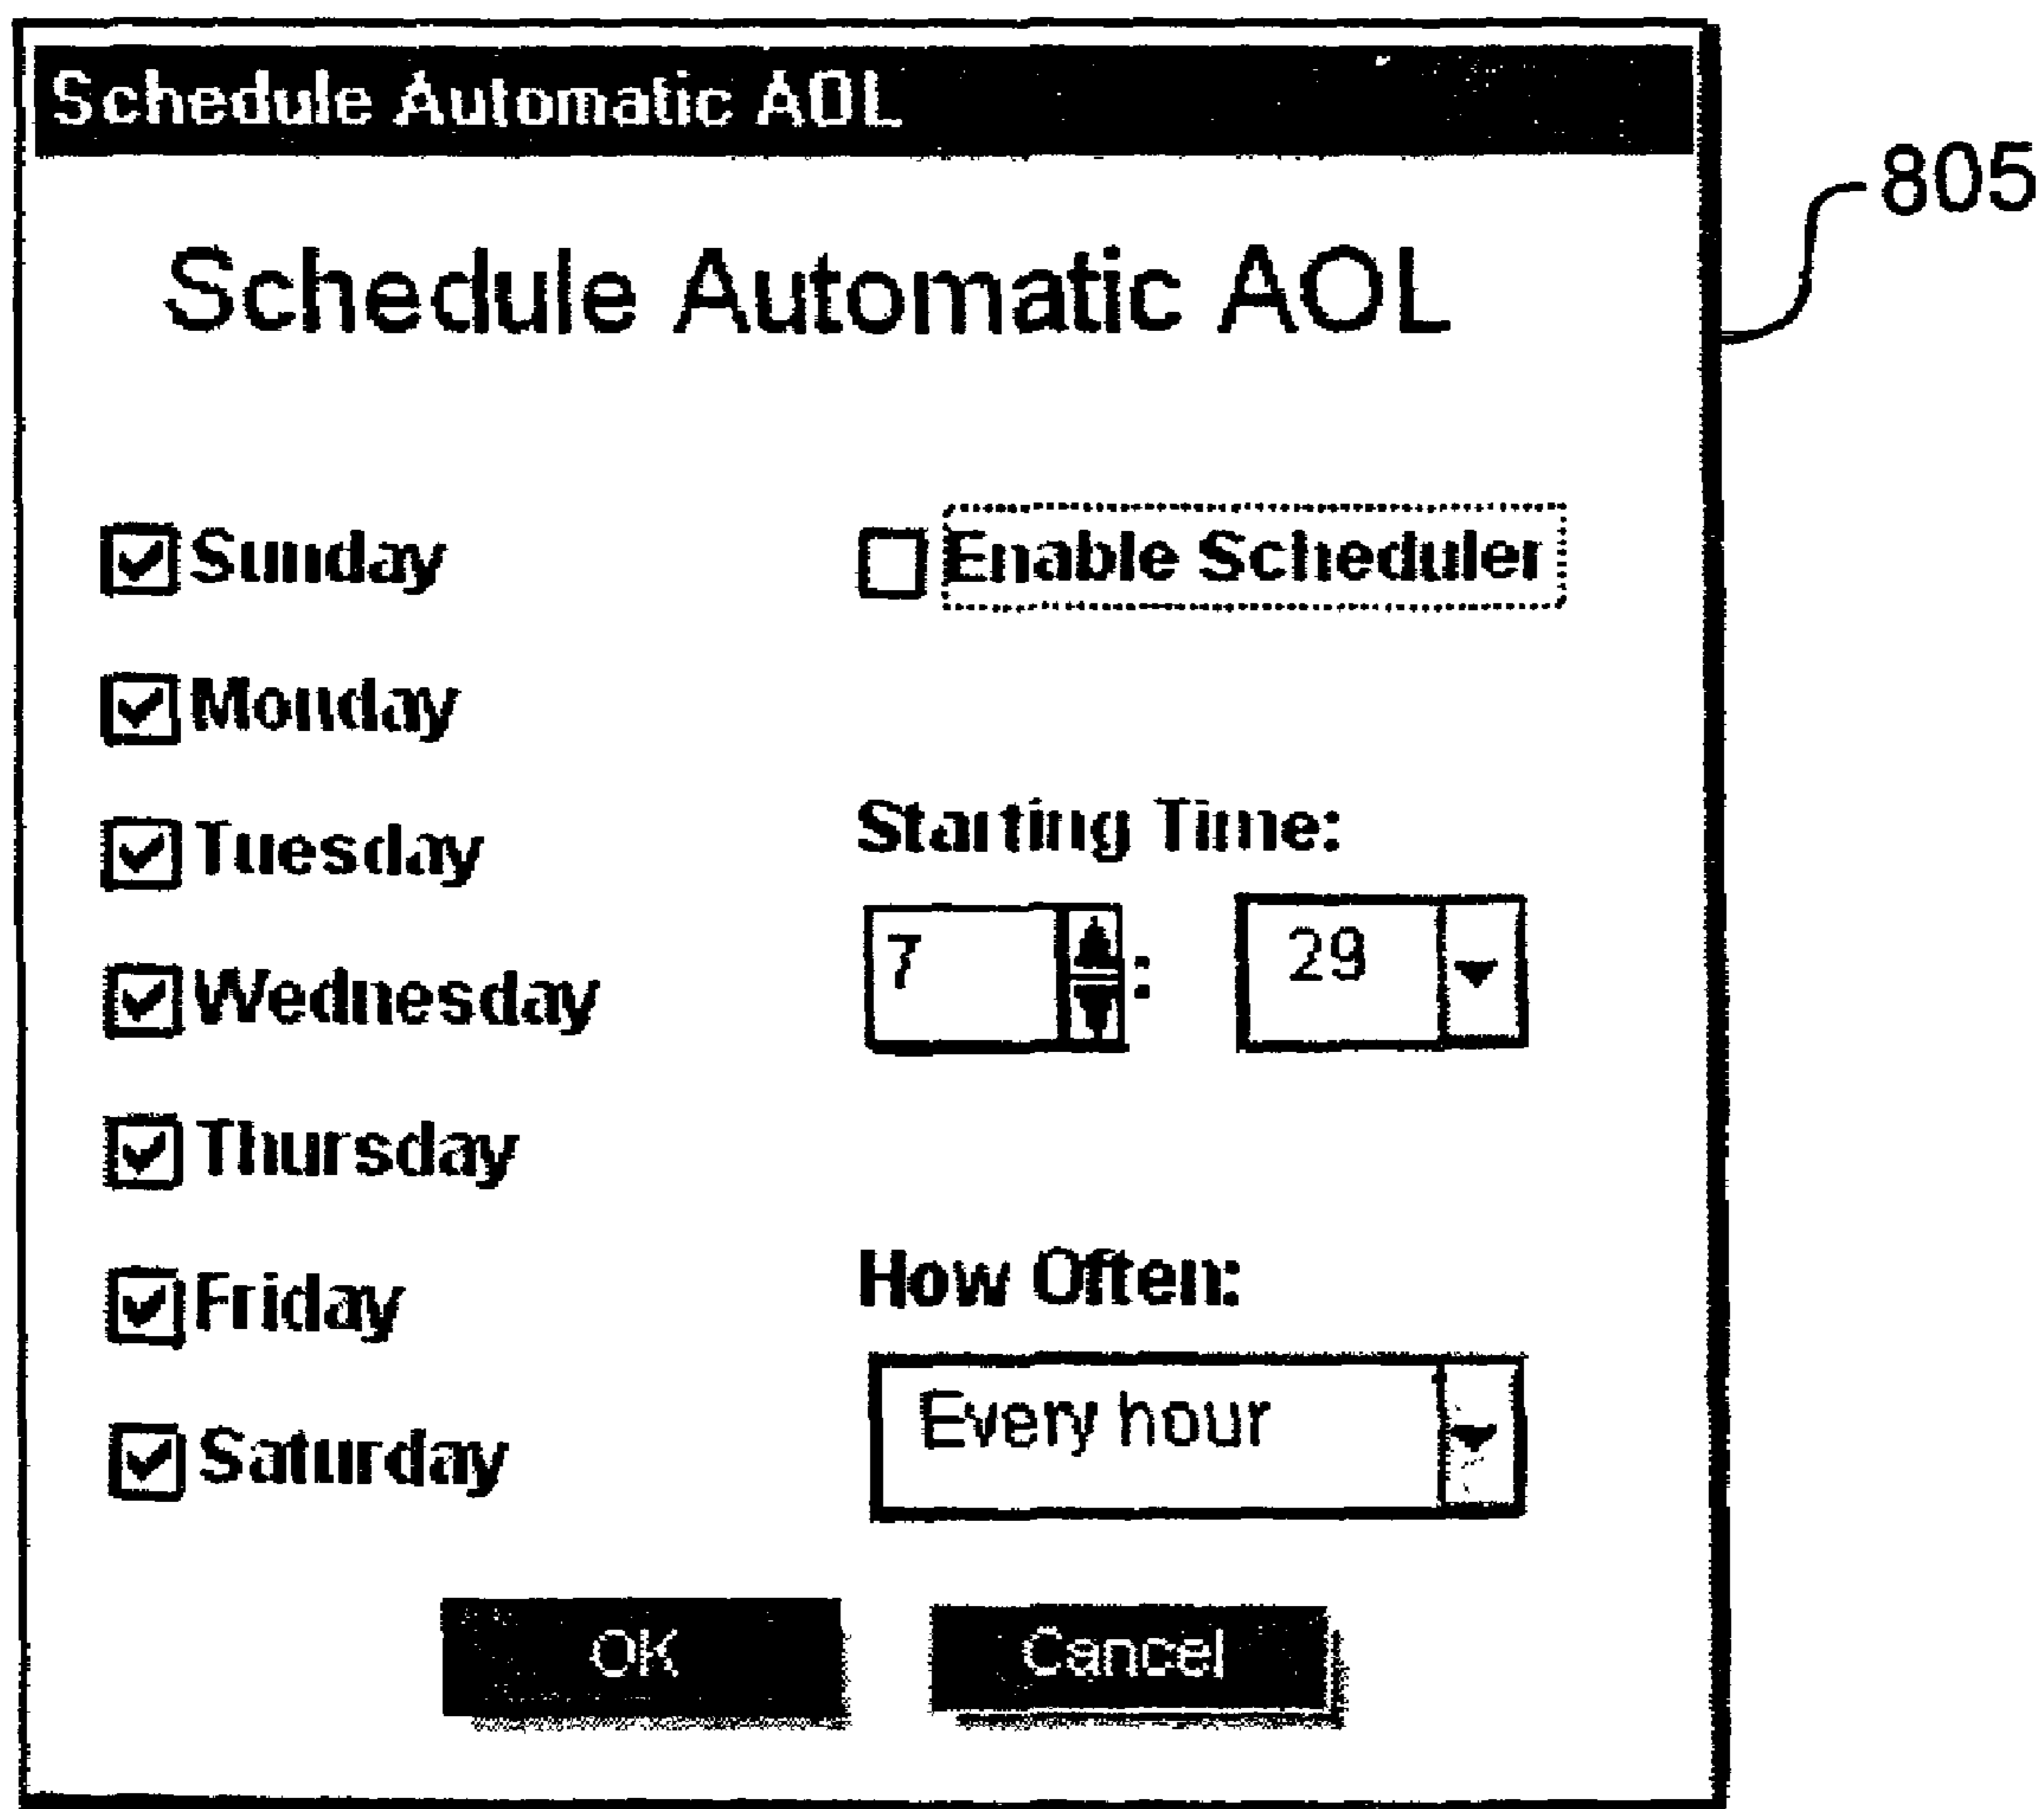 Schedule Automatic AOL
805
Schedule Automatic AOL
Sunday
Enable Scheduler
Monday
Tuesday
Starting Time:
Wednesday
7 : 29
Thursday
Friday
How Often:
Every hour
Saturday
OK
Cancel